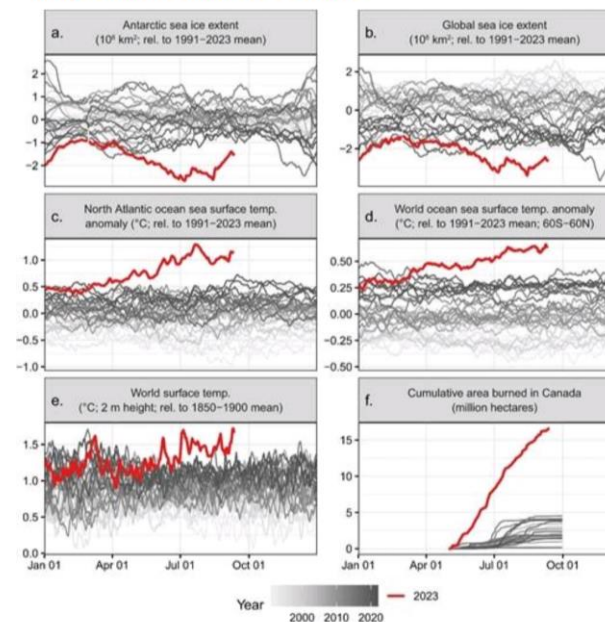 a. Antarctic sea ice extent
(10⁶ km²; rel. to 1991−2023 mean)
2
1
0
−1
−2
b. Global sea ice extent
(10⁶ km²; rel. to 1991−2023 mean)
2
0
−2
c. North Atlantic ocean sea surface temp.
anomaly (°C; rel. to 1991−2023 mean)
1.0
0.5
0.0
−0.5
−1.0
d. World ocean sea surface temp. anomaly
(°C; rel. to 1991−2023 mean; 60S−60N)
0.50
0.25
0.00
−0.25
−0.50
e. World surface temp.
(°C; 2 m height; rel. to 1850−1900 mean)
1.5
1.0
0.5
0.0
Jan 01 Apr 01 Jul 01 Oct 01
f. Cumulative area burned in Canada
(million hectares)
15
10
5
0
Jan 01 Apr 01 Jul 01 Oct 01
Year 2023
2000 2010 2020